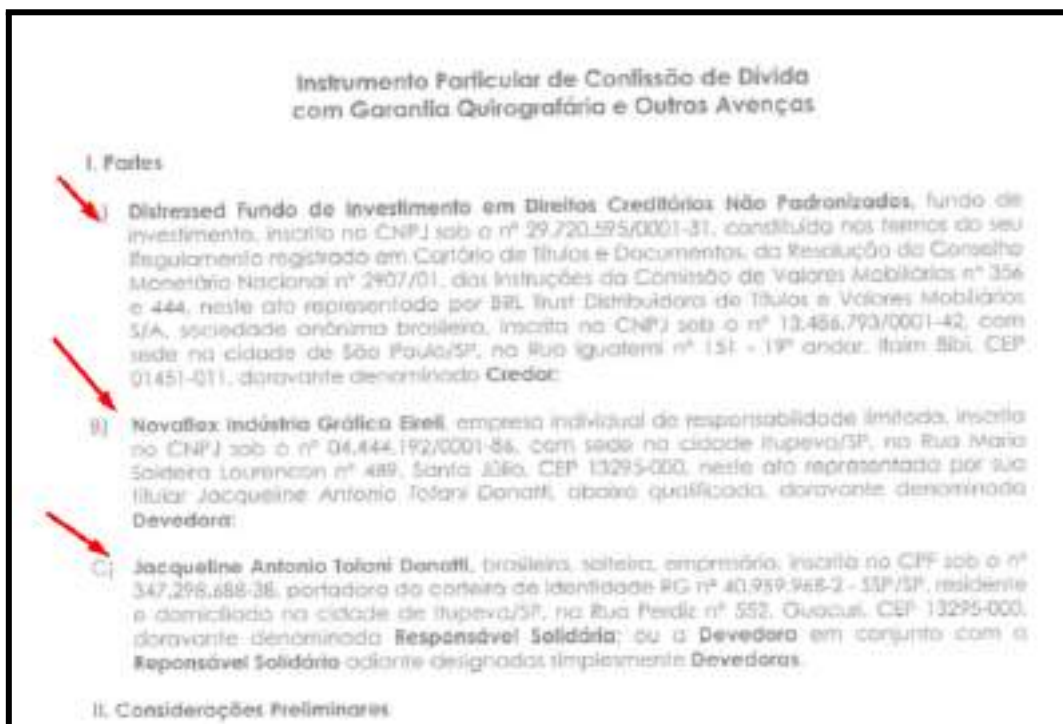 Instrumento Particular de Confissão de Dívida
com Garantia Quirografária e Outras Avenças
I. Partes
Distressed Fundo de Investimento em Direitos Creditórios Não Padronizados, fundo de
investimento, inscrito no CNPJ sob o nº 29.720.595/0001-31, constituído nos termos do seu
Regulamento registrado em Cartório de Títulos e Documentos, da Resolução do Conselho
Monetário Nacional nº 2907/01, das Instruções da Comissão de Valores Mobiliários nº 356
e 444, neste ato representado por BRL Trust Distribuidora de Títulos e Valores Mobiliários
S/A, sociedade anônima brasileira, inscrita no CNPJ sob o nº 13.486.793/0001-42, com
sede na cidade de São Paulo/SP, na Rua Iguatemi nº 151 - 19º andar, Itaim Bibi, CEP
01451-011, doravante denominado Credor;
B) Novaflex Indústria Gráfica Eireli, empresa individual de responsabilidade limitada, inscrita
no CNPJ sob o nº 04.444.192/0001-86, com sede na cidade Itupeva/SP, na Rua Maria
Soldeira Lourencon nº 489, Santa Júlia, CEP 13295-000, neste ato representada por sua
titular Jacqueline Antonia Tofani Donatti, abaixo qualificada, doravante denominada
Devedora;
C) Jacqueline Antonia Tofani Donatti, brasileira, solteira, empresária, inscrita no CPF sob o nº
347.298.688-38, portadora da carteira de identidade RG nº 40.959.968-2 - SSP/SP, residente
e domiciliada na cidade de Itupeva/SP, na Rua Perdiz nº 552, CEP 13295-000,
doravante denominada Responsável Solidária; ou a Devedora em conjunto com a
Reponsável Solidária adiante designadas simplesmente Devedoras.
II. Considerações Preliminares